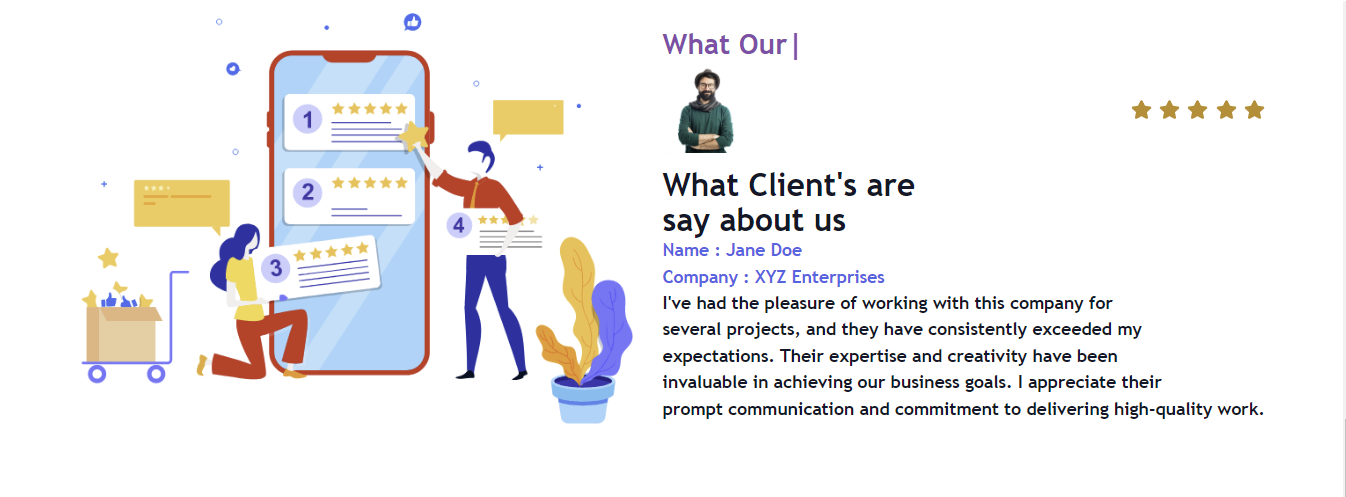 1
2
3
4
What Our|
What Client's are
say about us
Name : Jane Doe
Company : XYZ Enterprises
I've had the pleasure of working with this company for
several projects, and they have consistently exceeded my
expectations. Their expertise and creativity have been
invaluable in achieving our business goals. I appreciate their
prompt communication and commitment to delivering high-quality work.